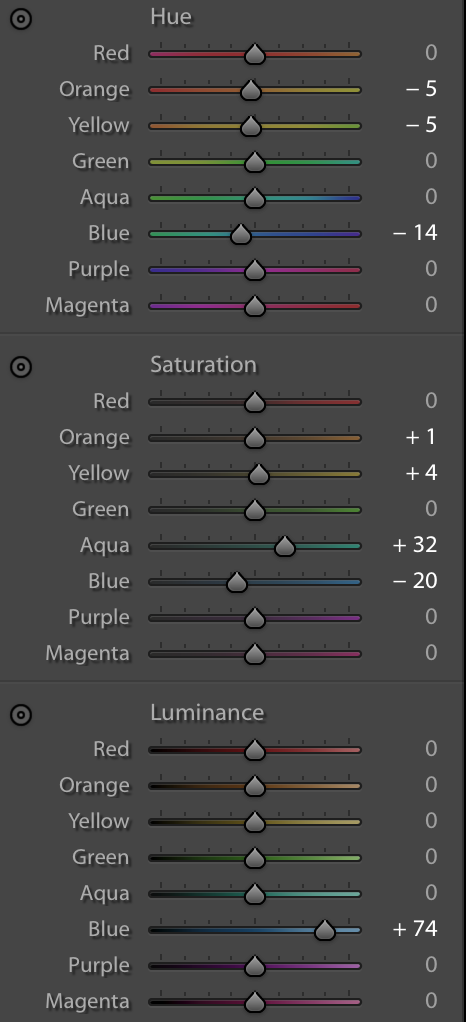 Hue
Red 0
Orange − 5
Yellow − 5
Green 0
Aqua 0
Blue − 14
Purple 0
Magenta 0
Saturation
Red 0
Orange + 1
Yellow + 4
Green 0
Aqua + 32
Blue − 20
Purple 0
Magenta 0
Luminance
Red 0
Orange 0
Yellow 0
Green 0
Aqua 0
Blue + 74
Purple 0
Magenta 0